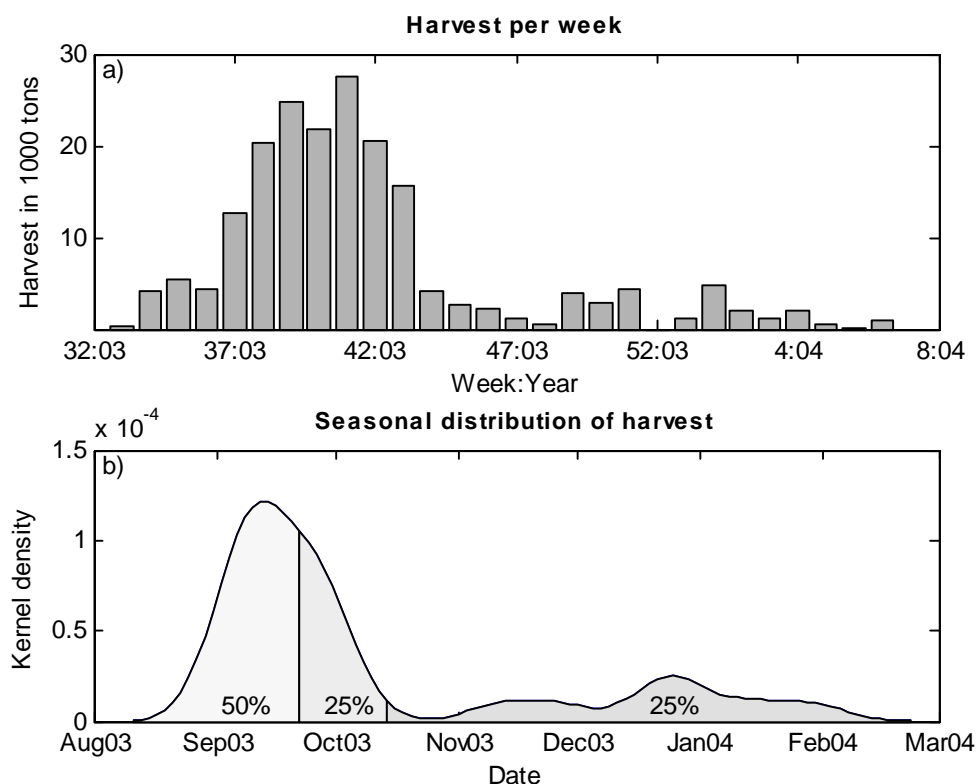 Harvest per week
a)
30
20
10
Harvest in 1000 tons
32:03 37:03 42:03 47:03 52:03 4:04 8:04
Week:Year
x 10^-4
Seasonal distribution of harvest
b)
1.5
1
0.5
0
Kernel density
50% 25% 25%
Aug03 Sep03 Oct03 Nov03 Dec03 Jan04 Feb04 Mar04
Date